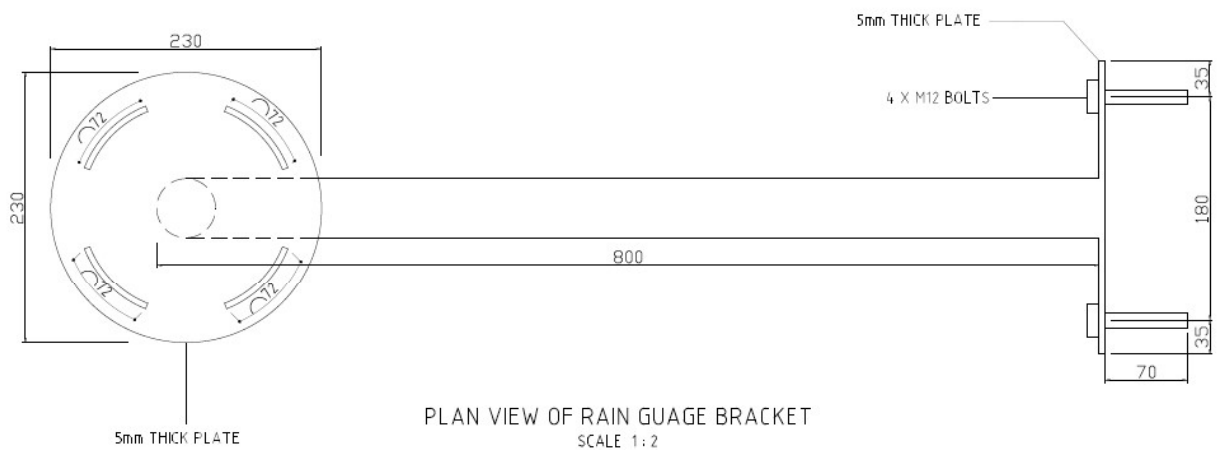 5mm THICK PLATE
230
35
72
72
4 X M12 BOLTS
230
180
800
72
72
35
70
PLAN VIEW OF RAIN GUAGE BRACKET
SCALE 1:2
5mm THICK PLATE